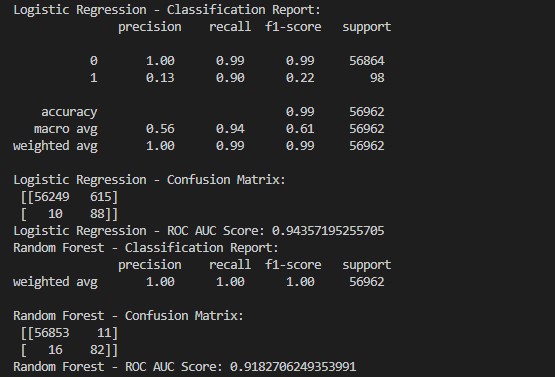 Logistic Regression - Classification Report:
precision recall f1-score support
0 1.00 0.99 0.99 56864
1 0.13 0.90 0.22 98
accuracy 0.99 56962
macro avg 0.56 0.94 0.61 56962
weighted avg 1.00 0.99 0.99 56962
Logistic Regression - Confusion Matrix:
[[56249 615]
[ 10 88]]
Logistic Regression - ROC AUC Score: 0.94357195255705
Random Forest - Classification Report:
precision recall f1-score support
weighted avg 1.00 1.00 1.00 56962
Random Forest - Confusion Matrix:
[[56853 11]
[ 16 82]]
Random Forest - ROC AUC Score: 0.9182706249353991